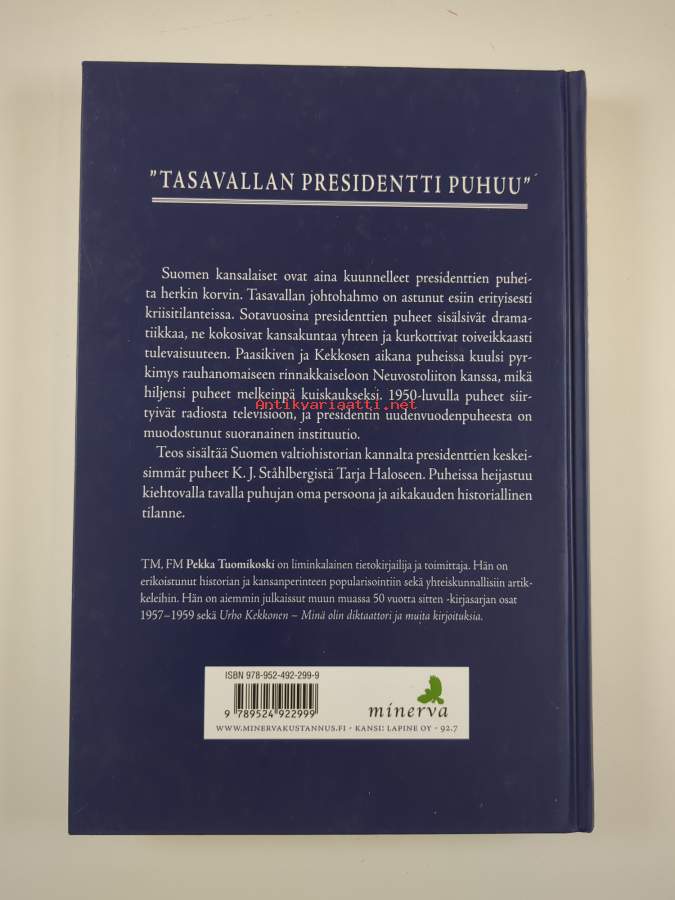 "TASAVALLAN PRESIDENTTI PUHUU"
Suomen kansalaiset ovat aina kuunnelleet presidenttien puhei-
ta herkin korvin. Tasavallan johtohahmo on astunut esiin erityisesti
kriisitilanteissa. Sotavuosina presidenttien puheet sisälsivät drama-
tiikkaa, ne kokosivat kansakuntaa yhteen ja kurkottivat toiveikkaasti
tulevaisuuteen. Paasikiven ja Kekkosen aikana puheissa kuulsi pyr-
kimys rauhanomaiseen rinnakkaiseloon Neuvostoliiton kanssa, mikä
hiljensi puheet melkeinpä kuiskaukseksi. 1950-luvulla puheet siir-
Antikvariaatti.net
tyivät radiosta televisioon, ja presidentin uudenvuodenpuheesta on
muodostunut suoranainen instituutio.
Teos sisältää Suomen valtiohistorian kannalta presidenttien keskei-
simmät puheet K. J. Ståhlbergistä Tarja Haloseen. Puheissa heijastuu
kiehtovalla tavalla puhujan oma persoona ja aikakauden historiallinen
tilanne.
TM, FM Pekka Tuomikoski on liminkalainen tietokirjailija ja toimittaja. Hän on
erikoistunut historian ja kansanperinteen popularisointiin sekä yhteiskunnallisiin artik-
keleihin. Hän on aiemmin julkaissut muun muassa 50 vuotta sitten -kirjasarjan osat
1957–1959 sekä Urho Kekkonen – Minä olin diktaattori ja muita kirjoituksia.
ISBN 978-952-492-299-9
9 789524 922999
minerva
WWW.MINERVAKUSTANNUS.FI • KANSI: LAPINE OY • 92.7